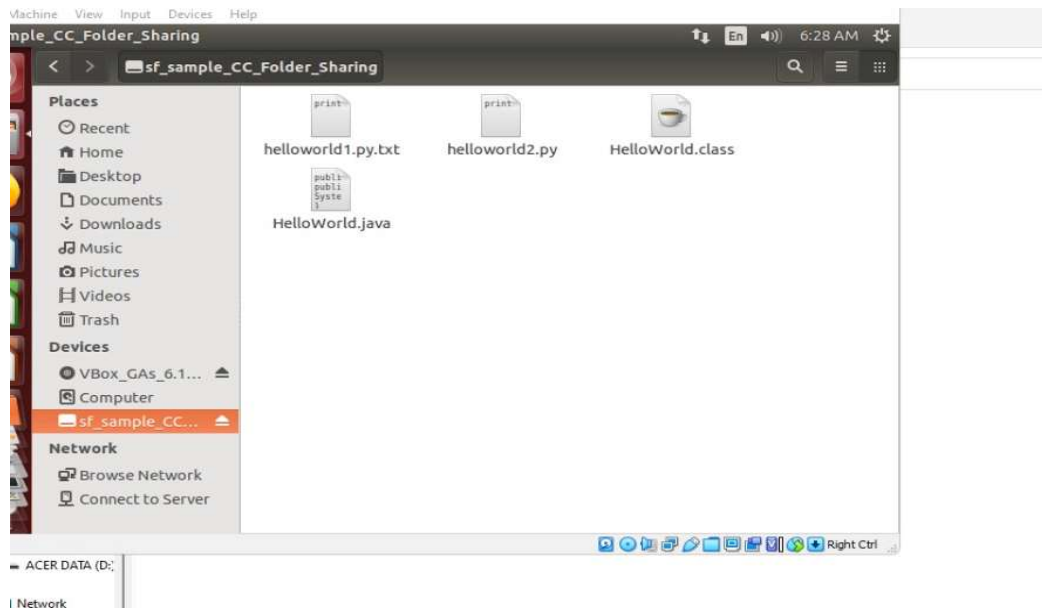 Machine View Input Devices Help
mple_CC_Folder_Sharing En 6:28 AM
sf_sample_CC_Folder_Sharing
Places
Recent
Home
Desktop
Documents
Downloads
Music
Pictures
Videos
Trash
Devices
VBox_GAs_6.1...
Computer
sf_sample_CC...
Network
Browse Network
Connect to Server
print print
helloworld1.py.txt helloworld2.py HelloWorld.class
publi
publi
Syste
}
HelloWorld.java
Right Ctrl
ACER DATA (D:)
Network